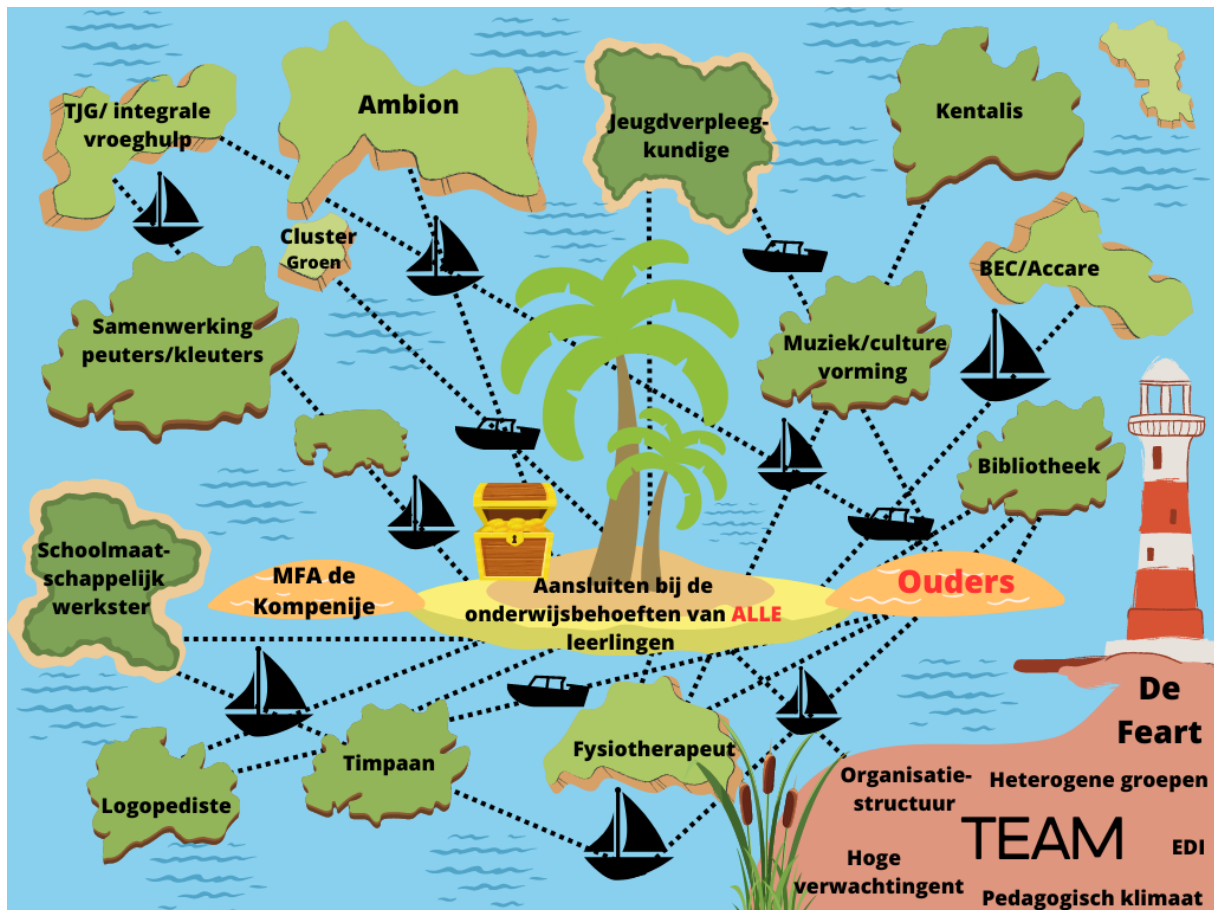 TJG/ integrale
vroeghulp
Ambion
Jeugdverpleeg-
kundige
Kentalis
Cluster
Groen
BEC/Accare
Samenwerking
peuters/kleuters
Muziek/culture
vorming
Bibliotheek
Schoolmaat-
schappelijk
werkster
MFA de
Kompenije
Aansluiten bij de
onderwijsbehoeften van ALLE
leerlingen
Ouders
De
Feart
Logopediste
Timpaan
Fysiotherapeut
Organisatie-
structuur
Heterogene groepen
TEAM
EDI
Hoge
verwachtingent
Pedagogisch klimaat